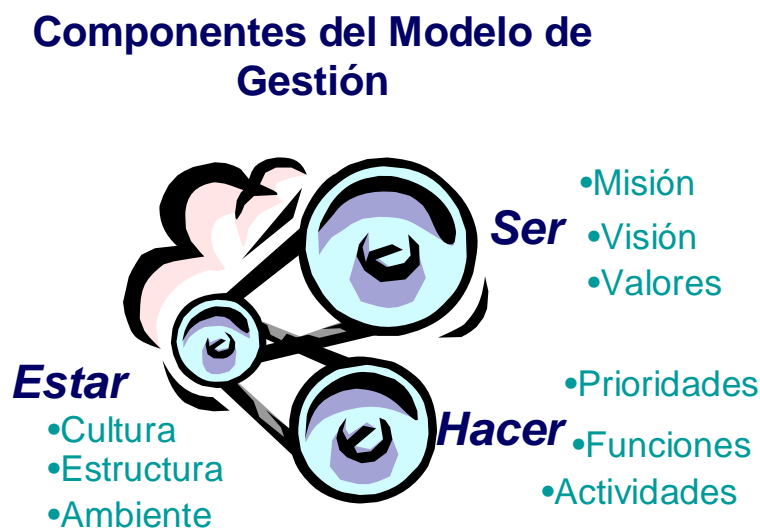 Componentes del Modelo de
Gestión
Ser
•Misión
•Visión
•Valores
Estar
•Cultura
•Estructura
•Ambiente
Hacer
•Prioridades
•Funciones
•Actividades